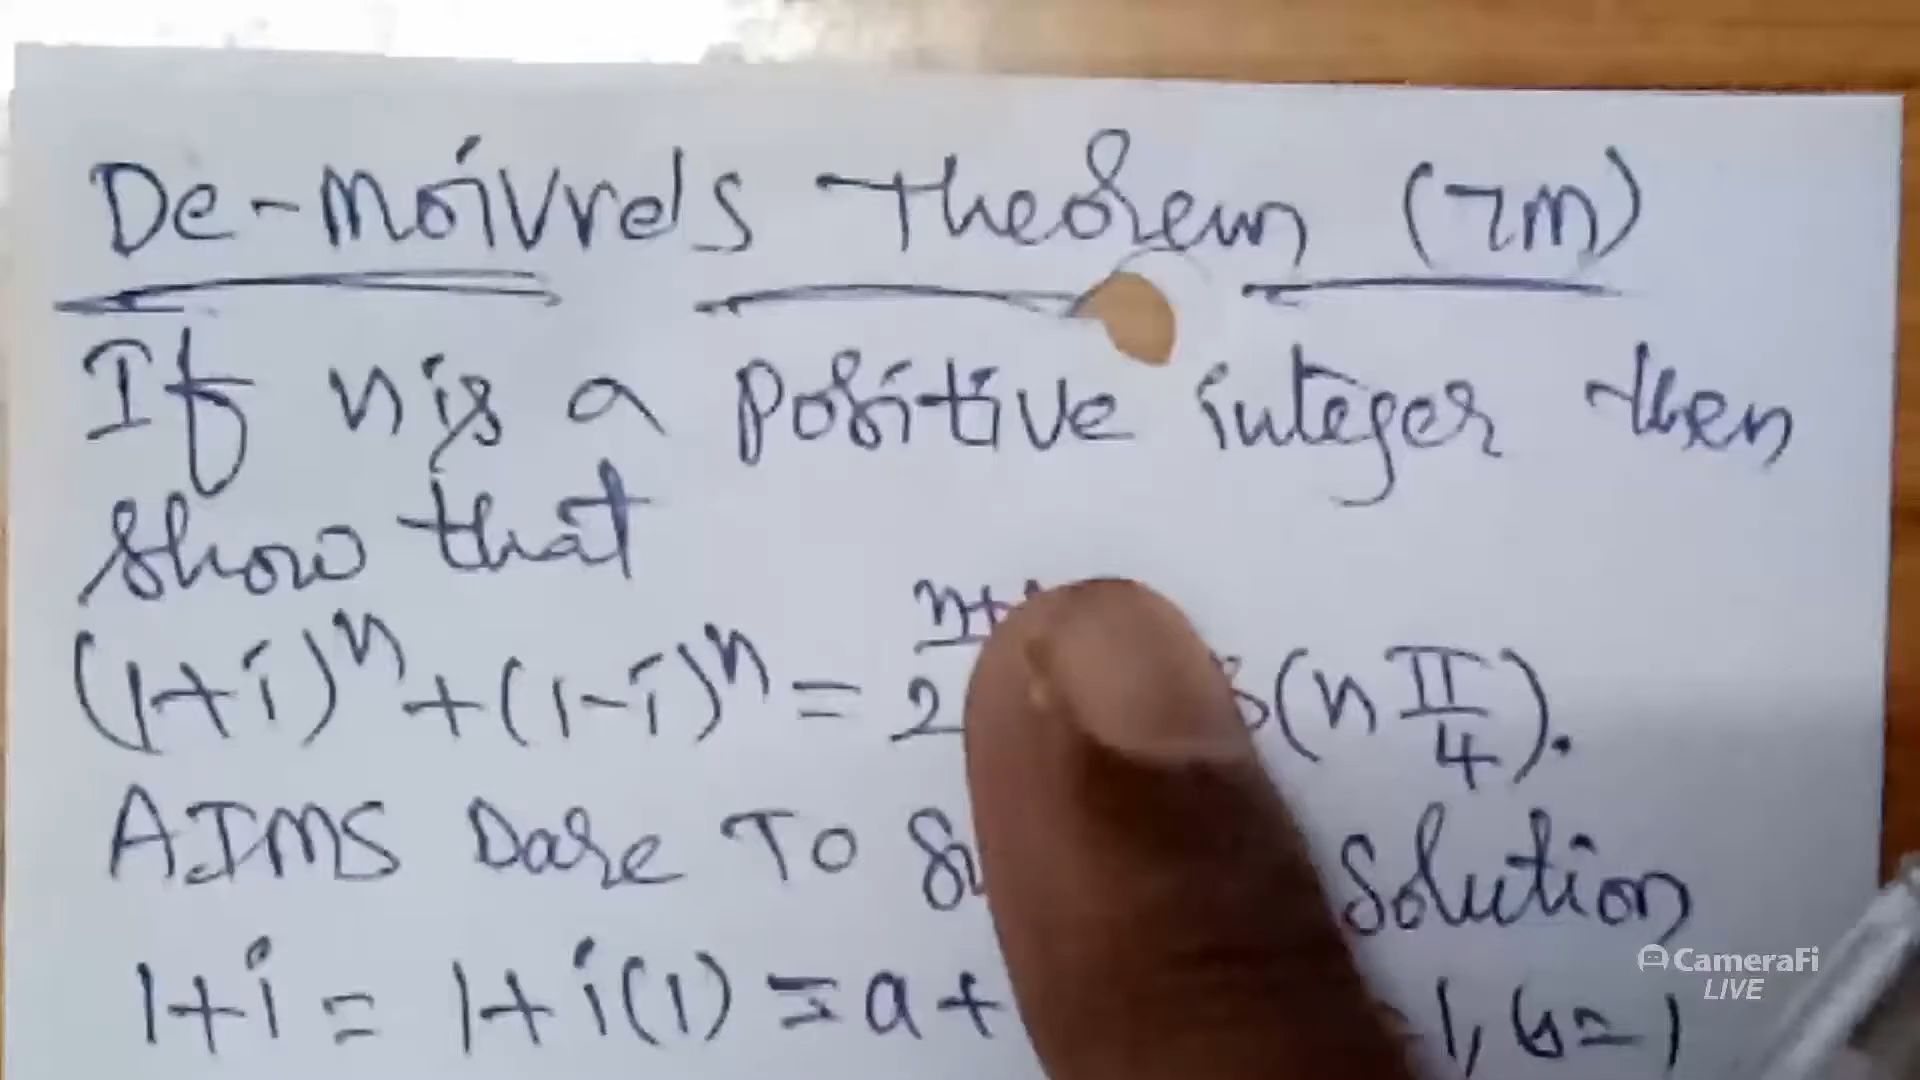 De-Moivre's Theorem (7M)
If n is a positive integer then
show that
(1+i)ⁿ+(1-i)ⁿ = 2 (n π/4).
AIMS Dare To Solution
1+i = 1+i(1) = a+ 1, b=1
CameraFi
LIVE